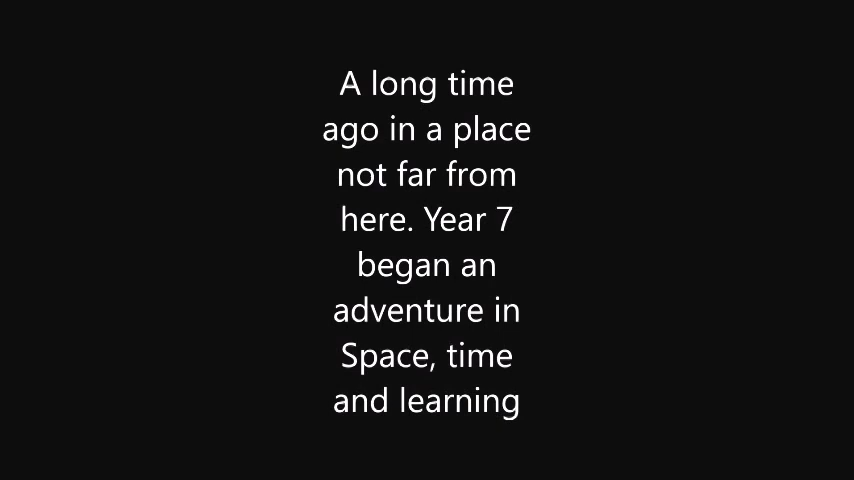 A long time
ago in a place
not far from
here. Year 7
began an
adventure in
Space, time
and learning